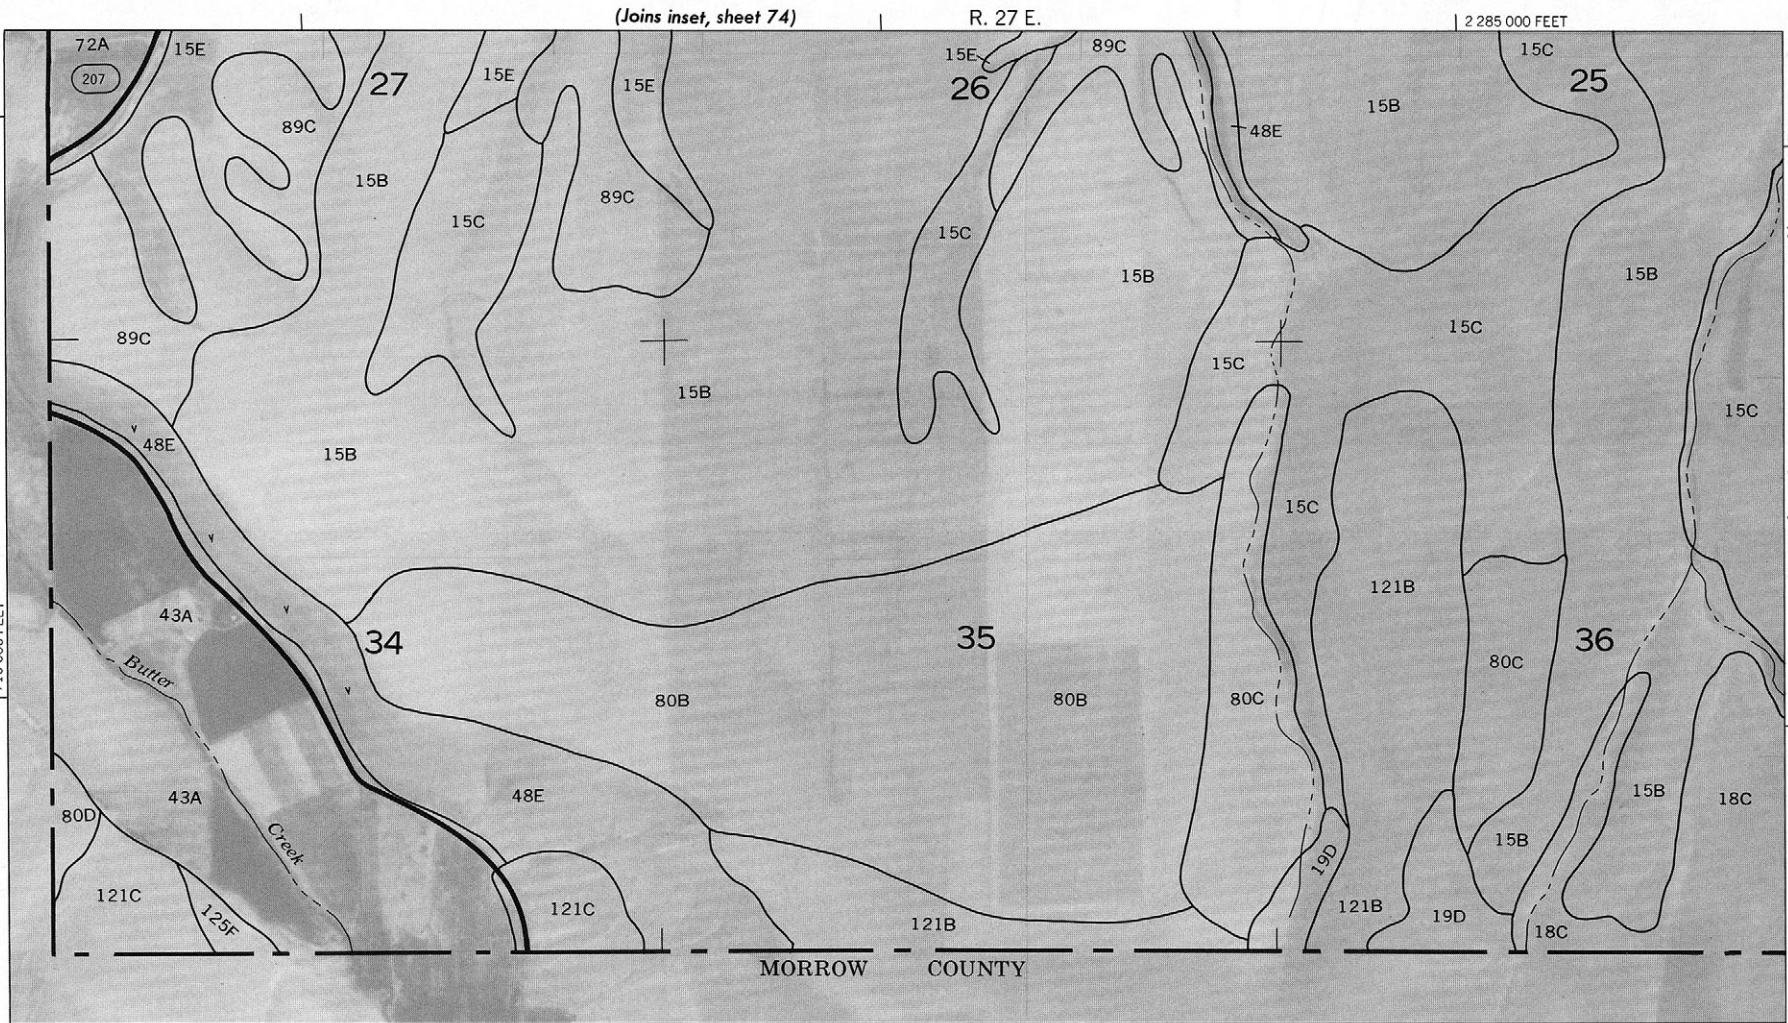 (Joins inset, sheet 74)
R. 27 E.
2 285 000 FEET
72A
15E
207
27
15E
15E
15E
26
89C
15C
25
15B
89C
48E
15B
89C
15C
15C
15B
15B
89C
15C
15C
15B
15C
48E
15B
15C
43A
121B
34
35
36
Butter
80C
80B
80B
80C
43A
48E
15B
18C
80D
Creek
15B
19D
121C
125F
121C
121B
121B
19D
18C
MORROW COUNTY